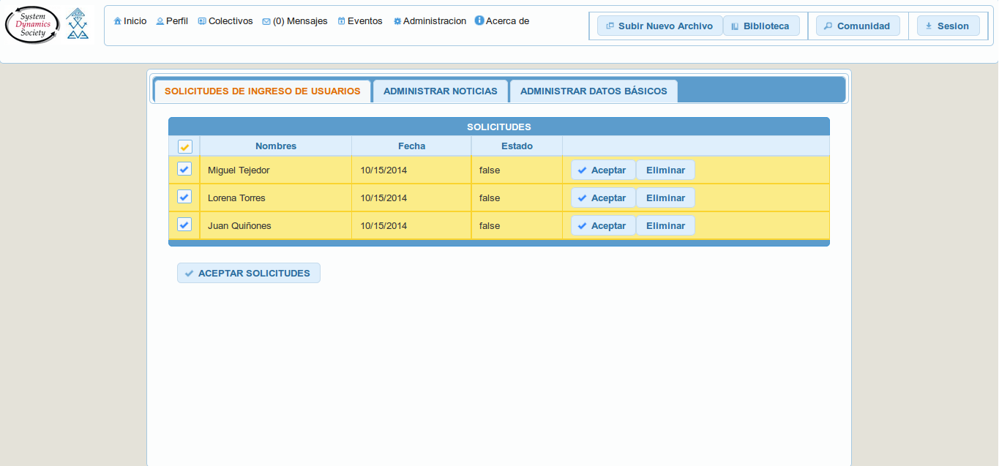 System
Dynamics
Society
Inicio Perfil Colectivos (0) Mensajes Eventos Administracion Acerca de
Subir Nuevo Archivo Biblioteca Comunidad Sesion
SOLICITUDES DE INGRESO DE USUARIOS ADMINISTRAR NOTICIAS ADMINISTRAR DATOS BÁSICOS
SOLICITUDES
Nombres Fecha Estado
Miguel Tejedor 10/15/2014 false Aceptar Eliminar
Lorena Torres 10/15/2014 false Aceptar Eliminar
Juan Quiñones 10/15/2014 false Aceptar Eliminar
ACEPTAR SOLICITUDES